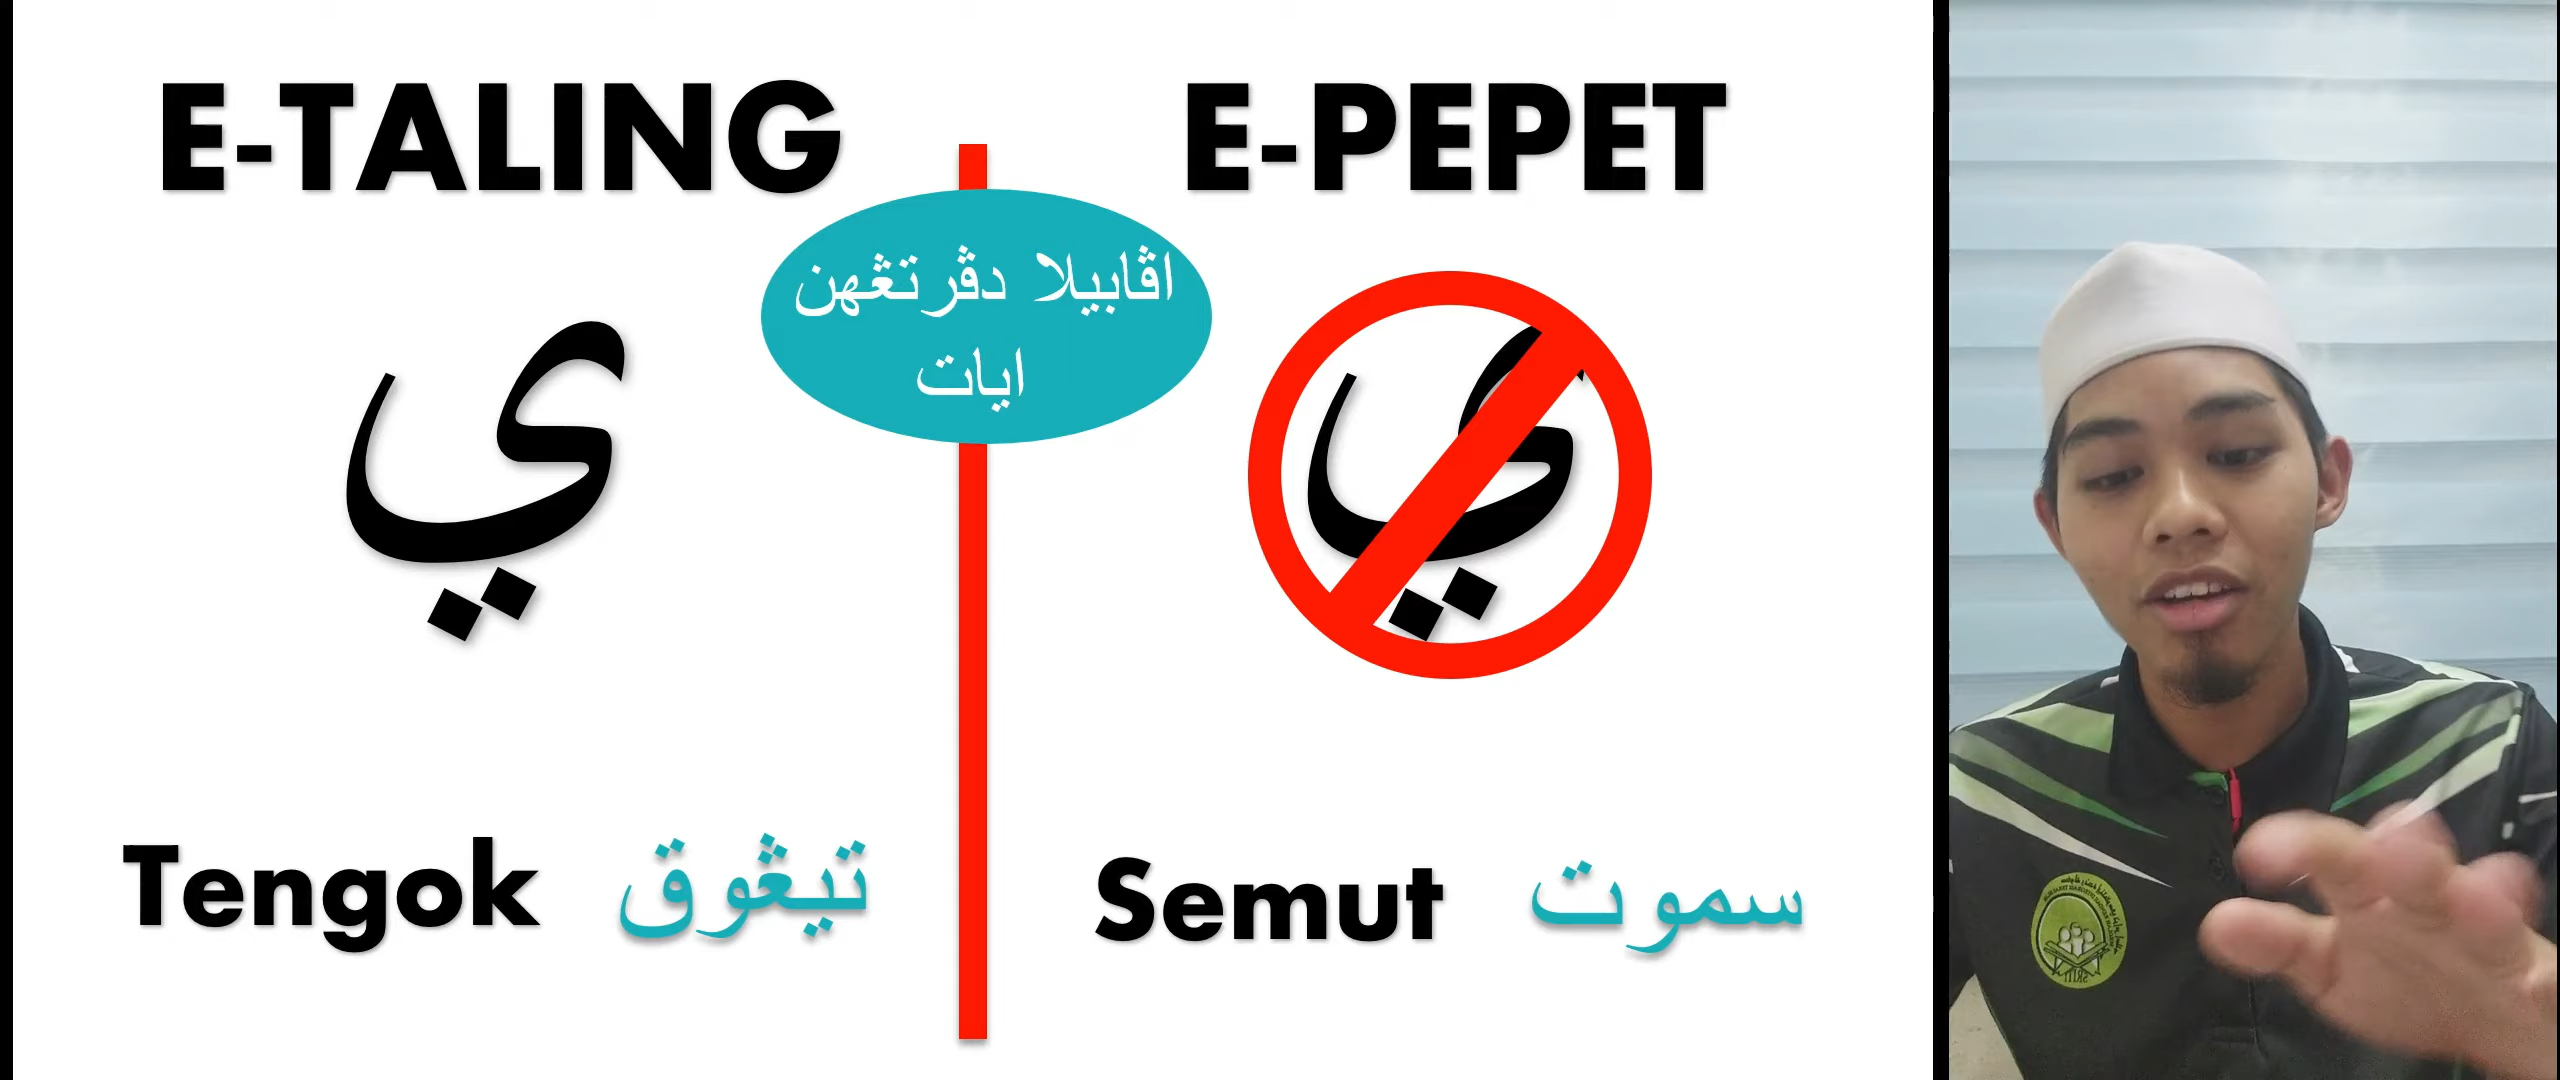 E-TALING
E-PEPET
اڤابيلا دڤرتڠهن
ايات
ي
ي
Tengok تيڠوق
Semut سموت